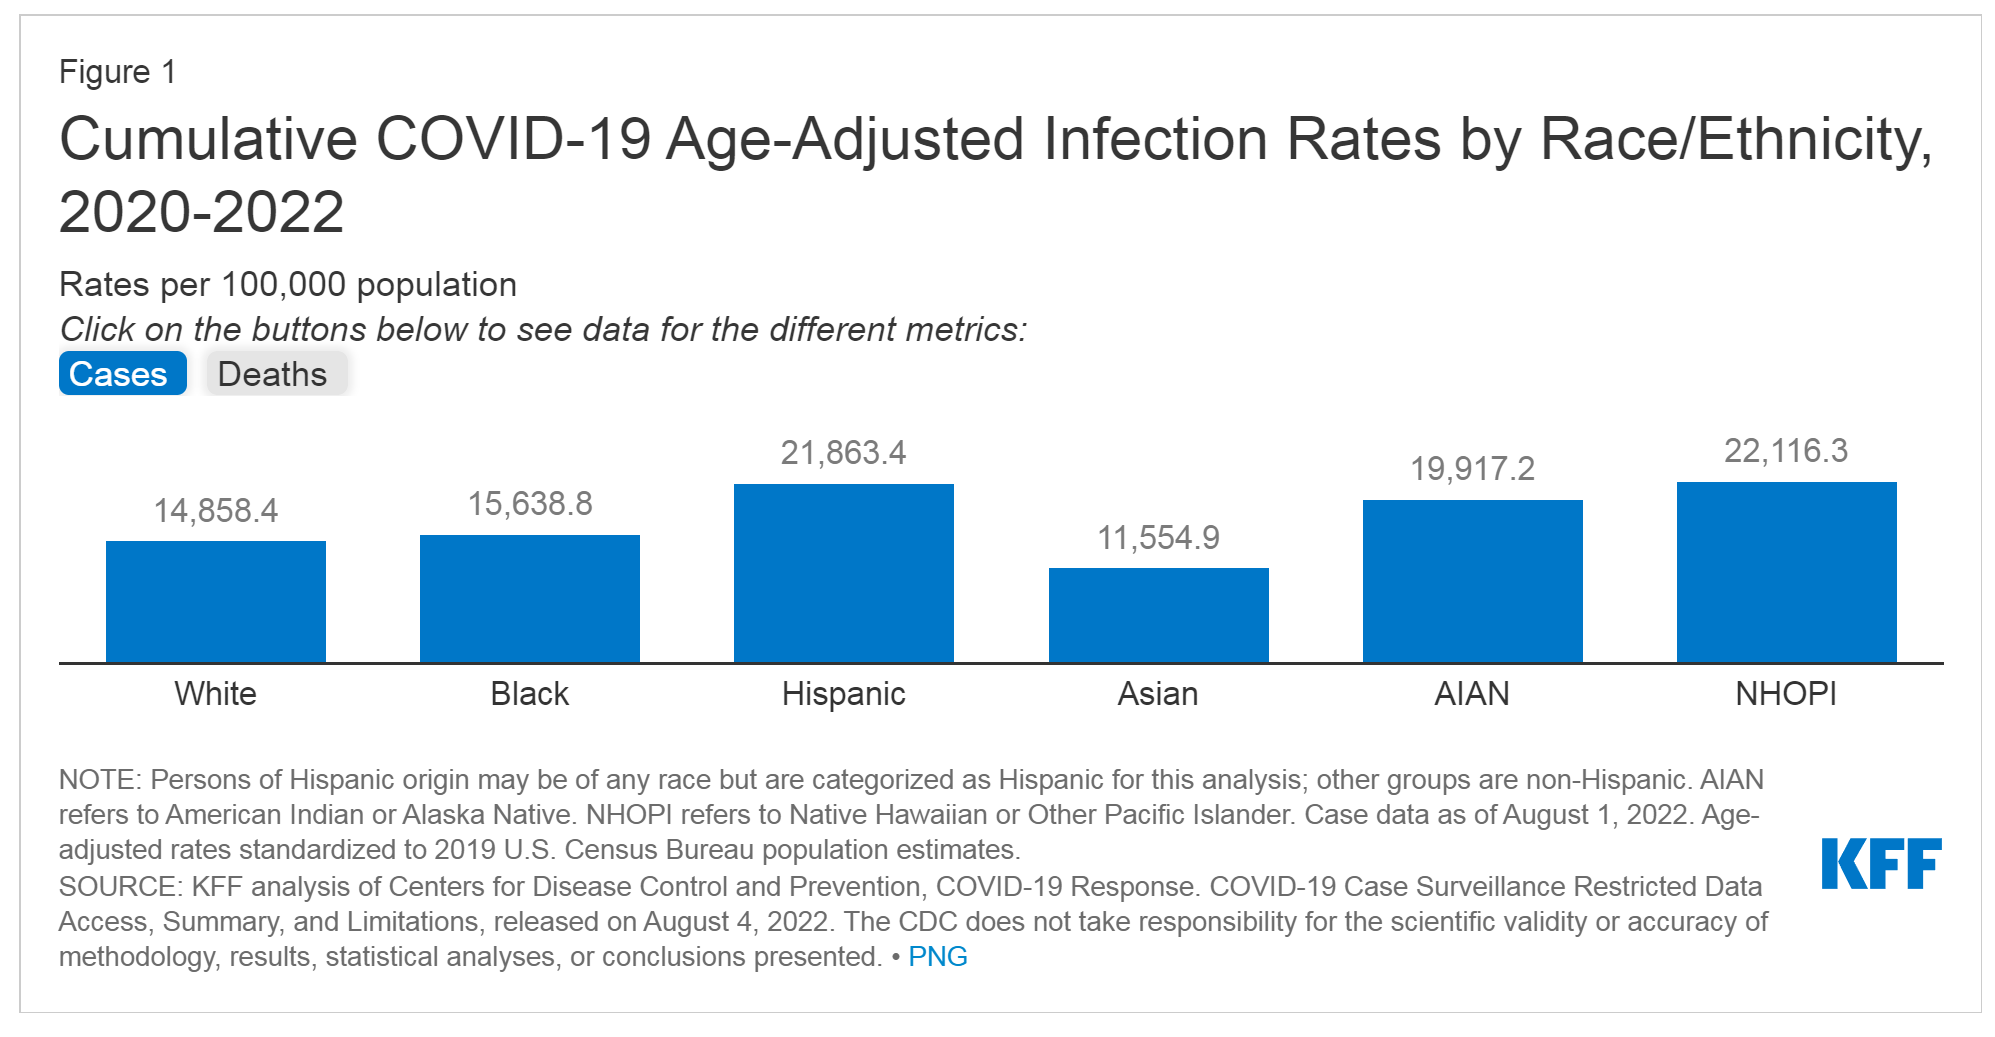 Figure 1
Cumulative COVID-19 Age-Adjusted Infection Rates by Race/Ethnicity,
2020-2022
Rates per 100,000 population
Click on the buttons below to see data for the different metrics:
Cases Deaths
14,858.4 15,638.8 21,863.4 11,554.9 19,917.2 22,116.3
White Black Hispanic Asian AIAN NHOPI
NOTE: Persons of Hispanic origin may be of any race but are categorized as Hispanic for this analysis; other groups are non-Hispanic. AIAN
refers to American Indian or Alaska Native. NHOPI refers to Native Hawaiian or Other Pacific Islander. Case data as of August 1, 2022. Age-
adjusted rates standardized to 2019 U.S. Census Bureau population estimates.
SOURCE: KFF analysis of Centers for Disease Control and Prevention, COVID-19 Response. COVID-19 Case Surveillance Restricted Data
Access, Summary, and Limitations, released on August 4, 2022. The CDC does not take responsibility for the scientific validity or accuracy of
methodology, results, statistical analyses, or conclusions presented. • PNG
KFF